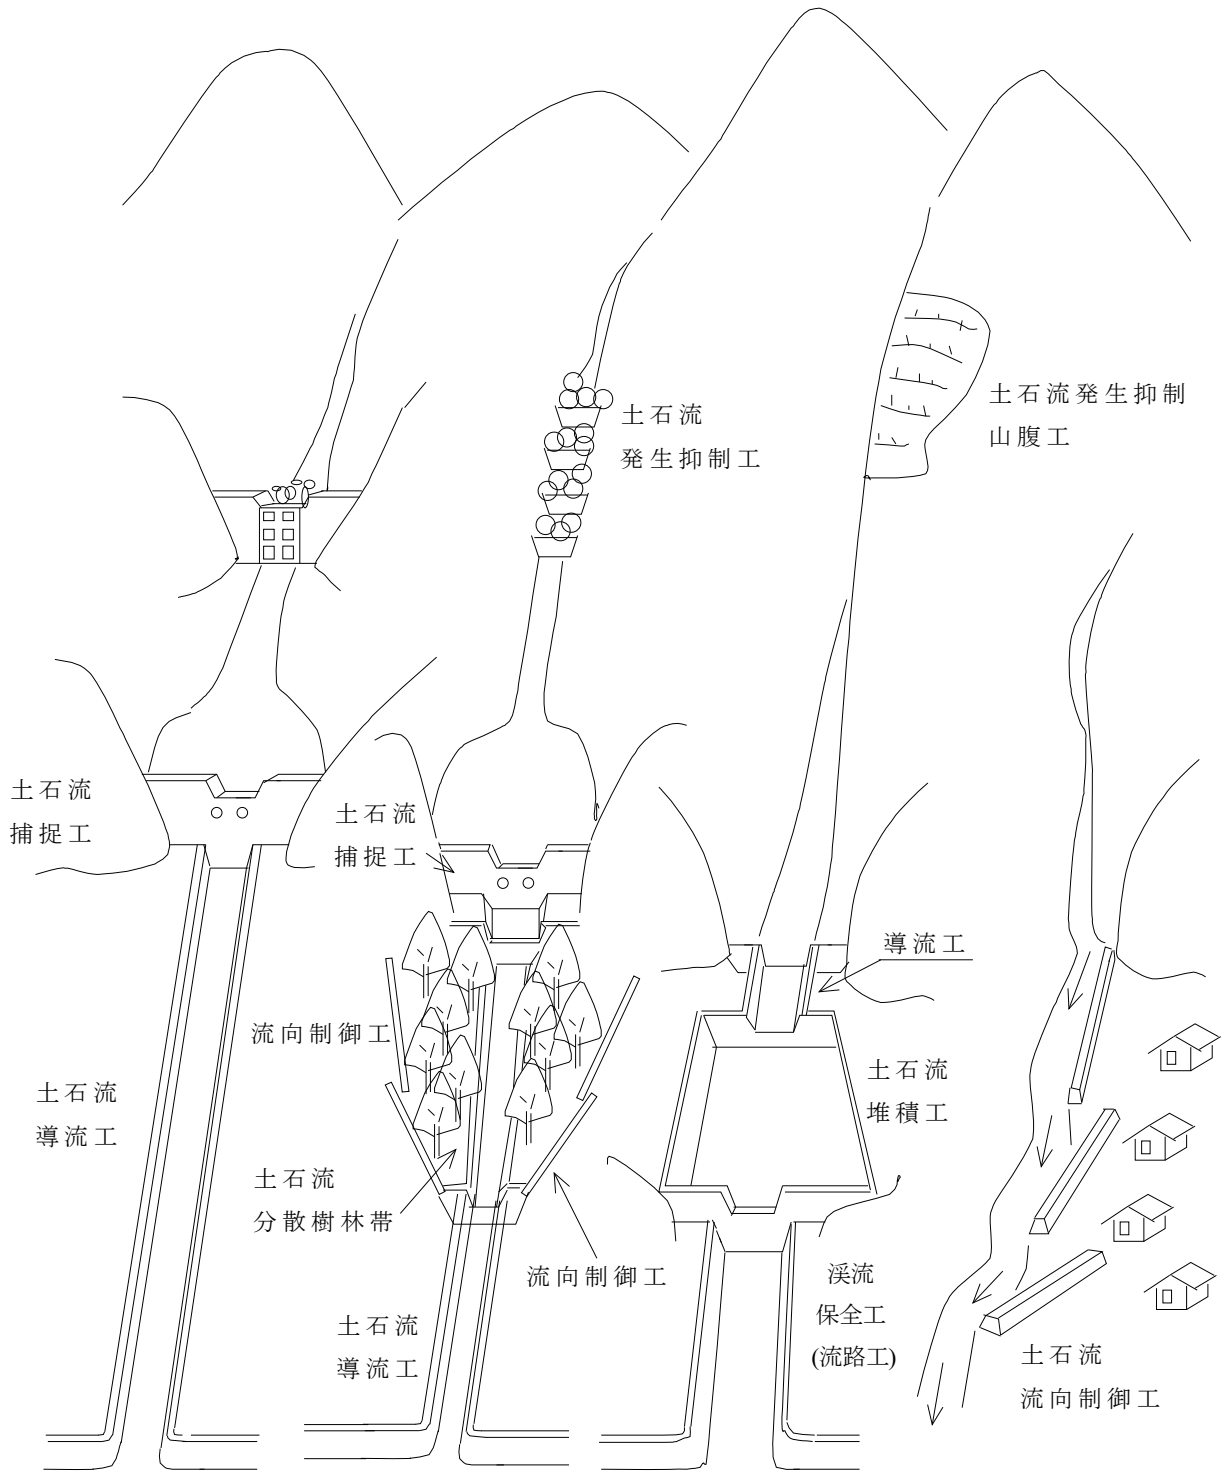 土石流
発生抑制工
土石流発生抑制
山腹工
土石流
捕捉工
土石流
捕捉工
導流工
流向制御工
土石流
堆積工
土石流
導流工
土石流
分散樹林帯
流向制御工
渓流
保全工
(流路工)
土石流
導流工
土石流
流向制御工